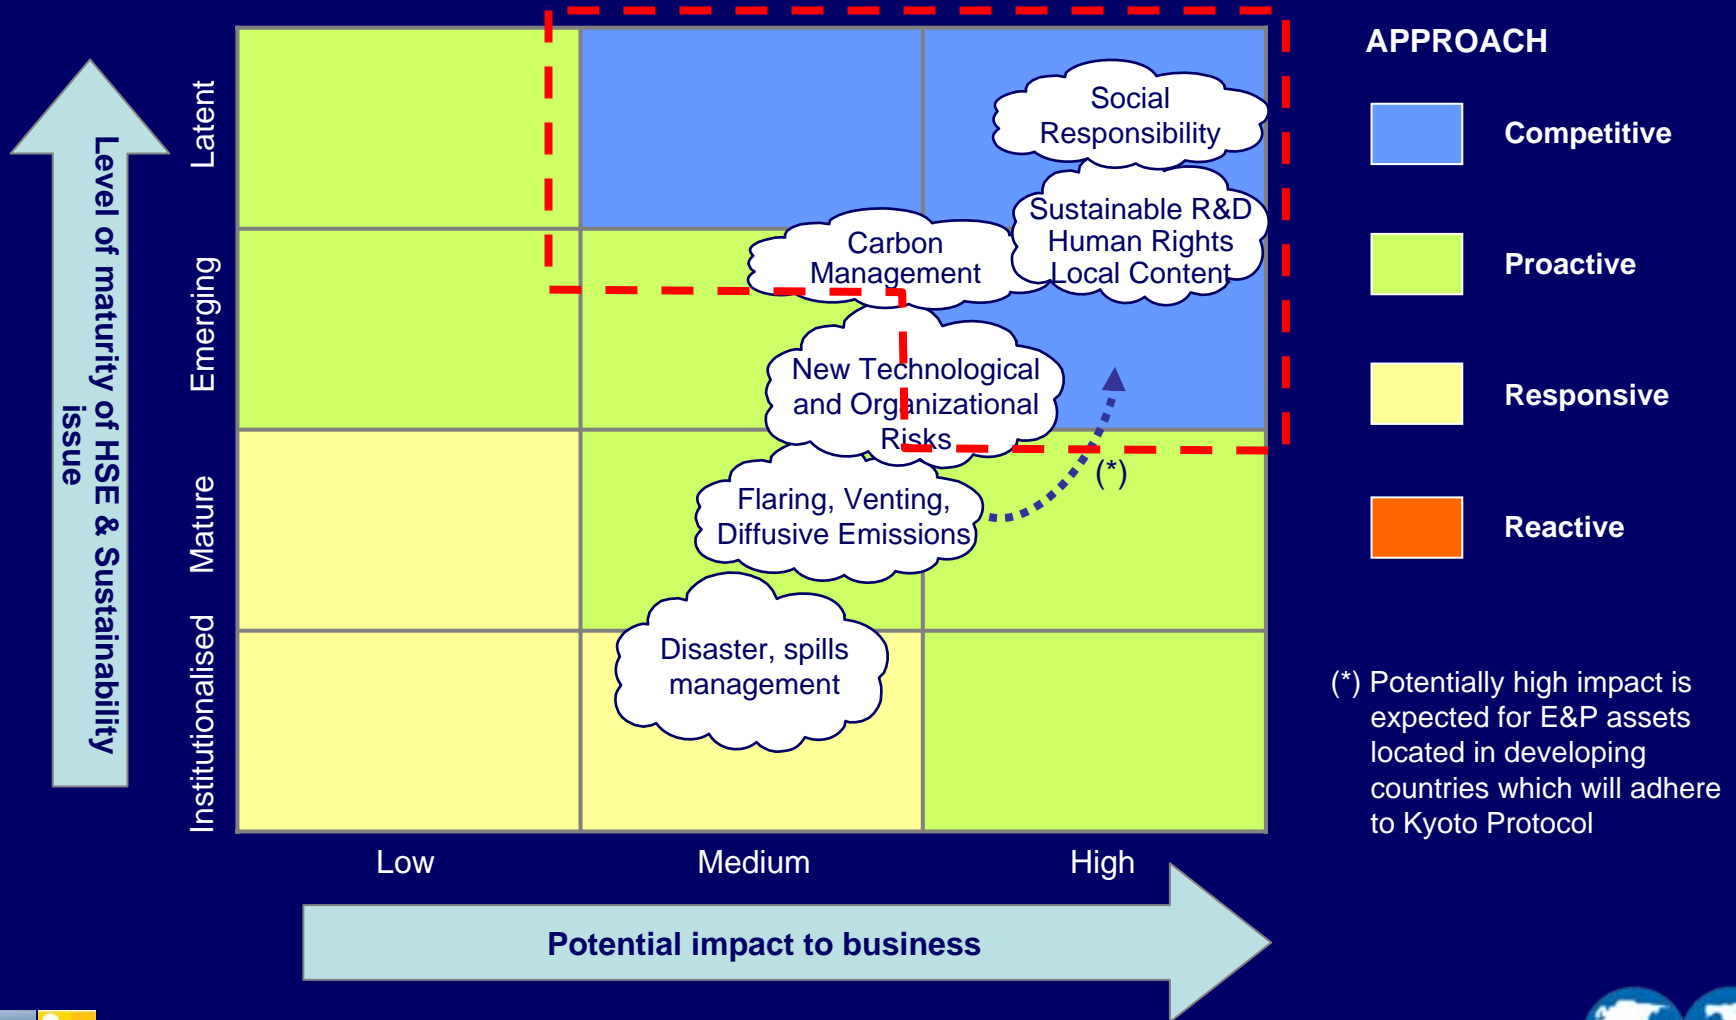 Level of maturity of HSE & Sustainability
issue
Latent
Emerging
Mature
Institutionalised
Social
Responsibility
Sustainable R&D
Human Rights
Local Content
Carbon
Management
New Technological
and Organizational
Risks
(*)
Flaring, Venting,
Diffusive Emissions
Disaster, spills
management
Low
Medium
High
Potential impact to business
APPROACH
Competitive
Proactive
Responsive
Reactive
(*) Potentially high impact is
expected for E&P assets
located in developing
countries which will adhere
to Kyoto Protocol